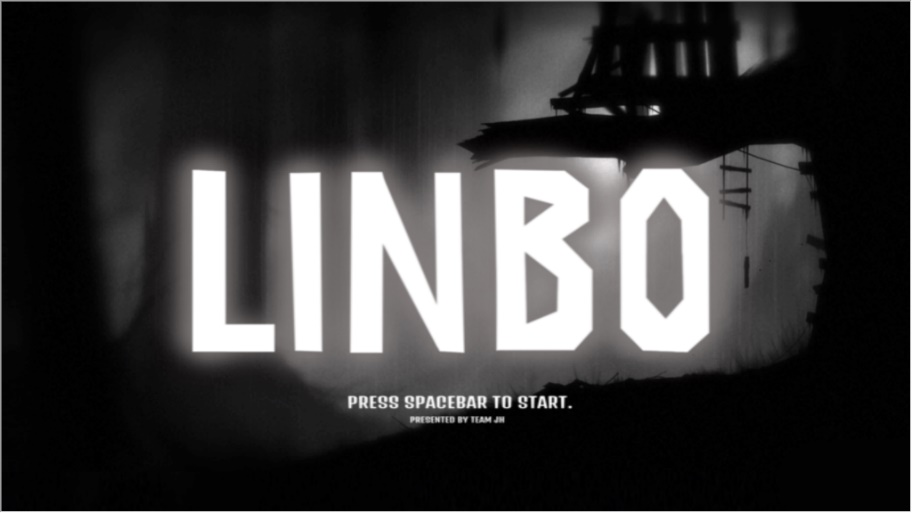 LINBO
PRESS SPACEBAR TO START.
PRESENTED BY TEAM JH